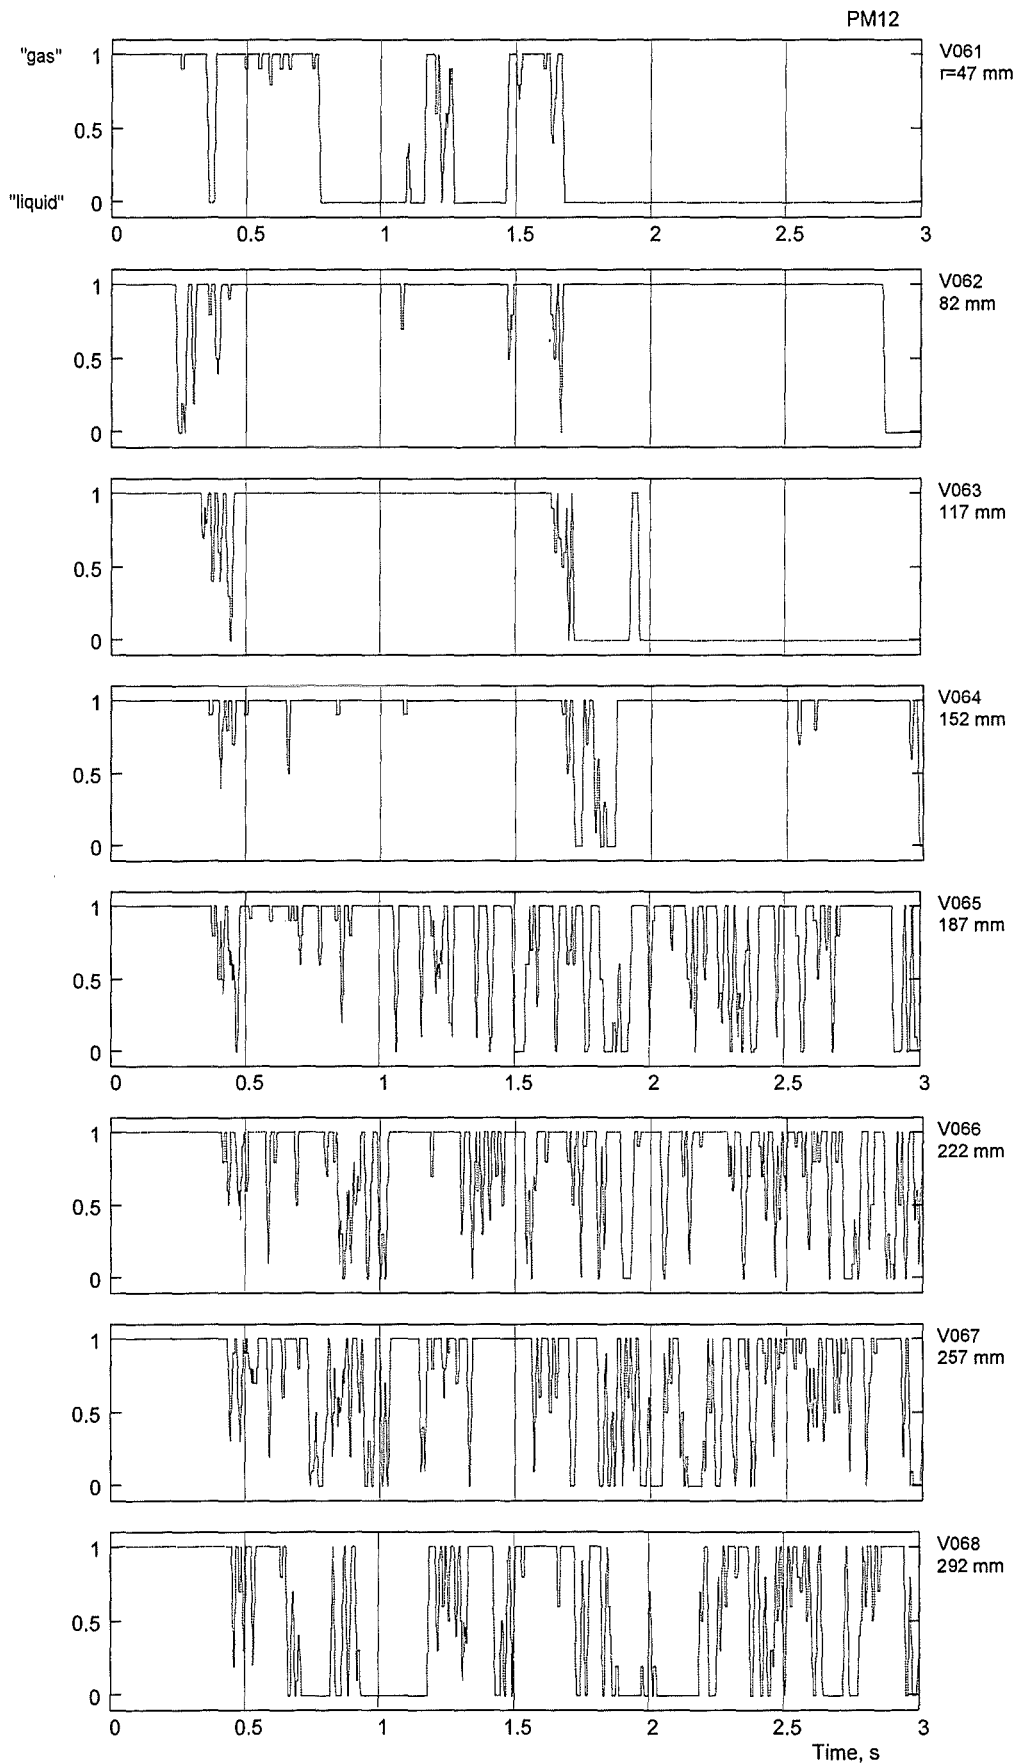 PM12
"gas" 1 V061
r=47 mm
0.5
"liquid" 0
0 0.5 1 1.5 2 2.5 3
1 V062
82 mm
0.5
0
1 V063
117 mm
0.5
0
1 V064
152 mm
0.5
0
1 V065
187 mm
0.5
0
0 0.5 1 1.5 2 2.5 3
1 V066
222 mm
0.5
0
1 V067
257 mm
0.5
0
1 V068
292 mm
0.5
0
0 0.5 1 1.5 2 2.5 3
Time, s